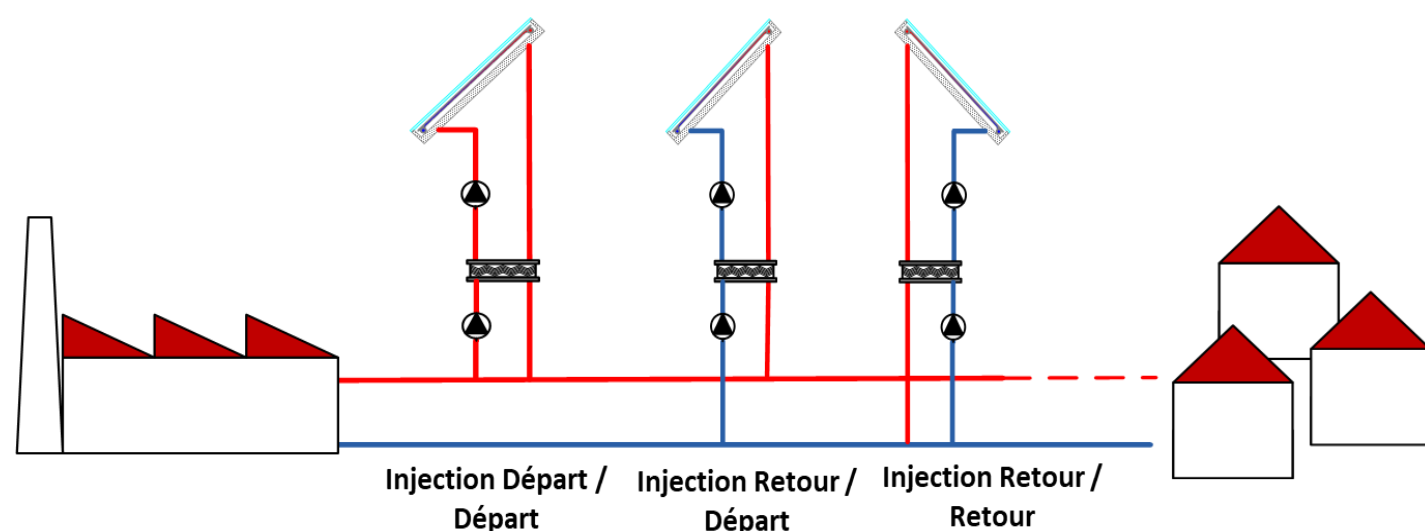 Injection Départ /
Départ
Injection Retour /
Départ
Injection Retour /
Retour